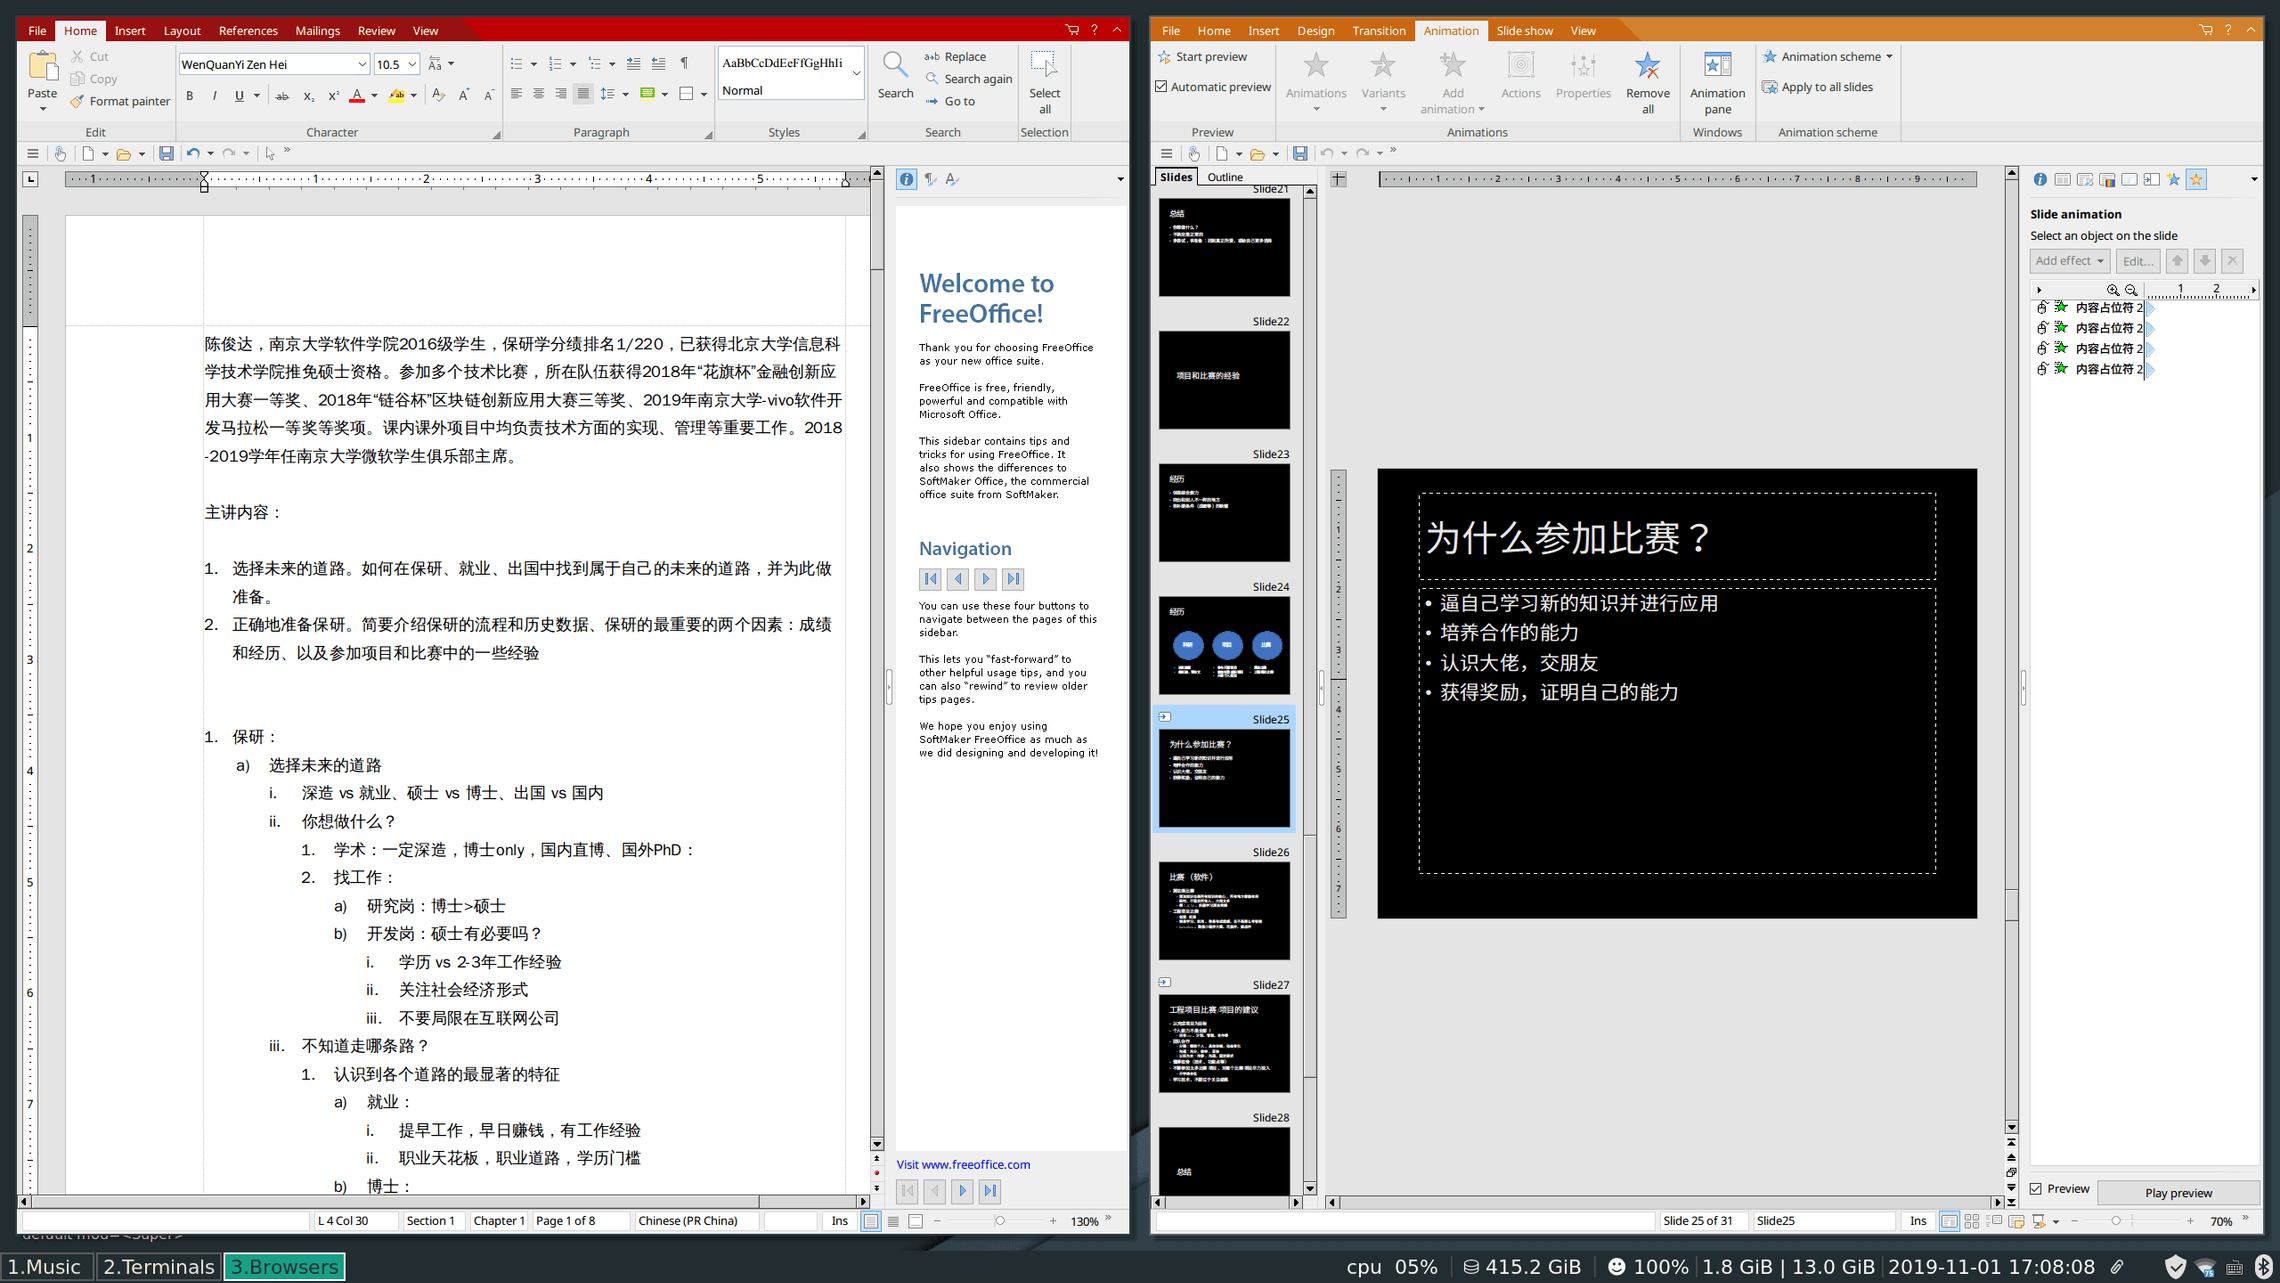 File Home Insert Layout References Mailings Review View
Paste
Cut
Copy
Format painter
Edit
WenQuanYi Zen Hei 10.5
Character
Paragraph
AaBbCcDdEeFfGgHhIi
Normal
Styles
Search
Replace
Search again
Go to
Search
Select all
Selection
陈俊达，南京大学软件学院2016级学生，保研学分绩排名1/220，已获得北京大学信息科
学技术学院推免硕士资格。参加多个技术比赛，所在队伍获得2018年“花旗杯”金融创新应
用大赛一等奖、2018年“链谷杯”区块链创新应用大赛三等奖、2019年南京大学-vivo软件开
发马拉松一等奖等奖项。课内课外项目中均负责技术方面的实现、管理等重要工作。2018
-2019学年任南京大学微软学生俱乐部主席。
主讲内容：
1. 选择未来的道路。如何在保研、就业、出国中找到属于自己的未来的道路，并为此做
准备。
2. 正确地准备保研。简要介绍保研的流程和历史数据、保研的最重要的两个因素：成绩
和经历、以及参加项目和比赛中的一些经验
1. 保研：
a) 选择未来的道路
i. 深造 vs 就业、硕士 vs 博士、出国 vs 国内
ii. 你想做什么？
1. 学术：一定深造，博士only，国内直博、国外PhD：
2. 找工作：
a) 研究岗：博士>硕士
b) 开发岗：硕士有必要吗？
i. 学历 vs 2-3年工作经验
ii. 关注社会经济形式
iii. 不要局限在互联网公司
iii. 不知道走哪条路？
1. 认识到各个道路的最显著的特征
a) 就业：
i. 提早工作，早日赚钱，有工作经验
ii. 职业天花板，职业道路，学历门槛
b) 博士：
Welcome to
FreeOffice!
Thank you for choosing FreeOffice
as your new office suite.
FreeOffice is free, friendly,
powerful and compatible with
Microsoft Office.
This sidebar contains tips and
tricks for using FreeOffice. It
also shows the differences to
SoftMaker Office, the commercial
office suite from SoftMaker.
Navigation
You can use these four buttons to
navigate between the pages of this
sidebar.
This lets you “fast-forward” to
other helpful usage tips, and you
can also “rewind” to review older
tips pages.
We hope you enjoy using
SoftMaker FreeOffice as much as
we did designing and developing it!
Visit www.freeoffice.com
L 4 Col 30 Section 1 Chapter 1 Page 1 of 8 Chinese (PR China) Ins 130%
File Home Insert Design Transition Animation Slide show View
Start preview
Automatic preview
Preview
Animations
Variants
Add animation
Actions
Properties
Remove all
Animations
Animation pane
Windows
Animation scheme
Apply to all slides
Animation scheme
Slides Outline
Slide21
总结
Slide22
项目和比赛的经验
Slide23
经历
Slide24
经历
Slide25
为什么参加比赛？
Slide26
比赛（软件）
Slide27
工程项目比赛/项目的建议
Slide28
总结
为什么参加比赛？
• 逼自己学习新的知识并进行应用
• 培养合作的能力
• 认识大佬，交朋友
• 获得奖励，证明自己的能力
Slide animation
Select an object on the slide
Add effect Edit...
内容占位符 2
内容占位符 2
内容占位符 2
内容占位符 2
Preview Play preview
Slide 25 of 31 Slide25 Ins 70%
default mod=<Super>
1.Music 2.Terminals 3.Browsers
cpu 05% 415.2 GiB 100% 1.8 GiB | 13.0 GiB 2019-11-01 17:08:08